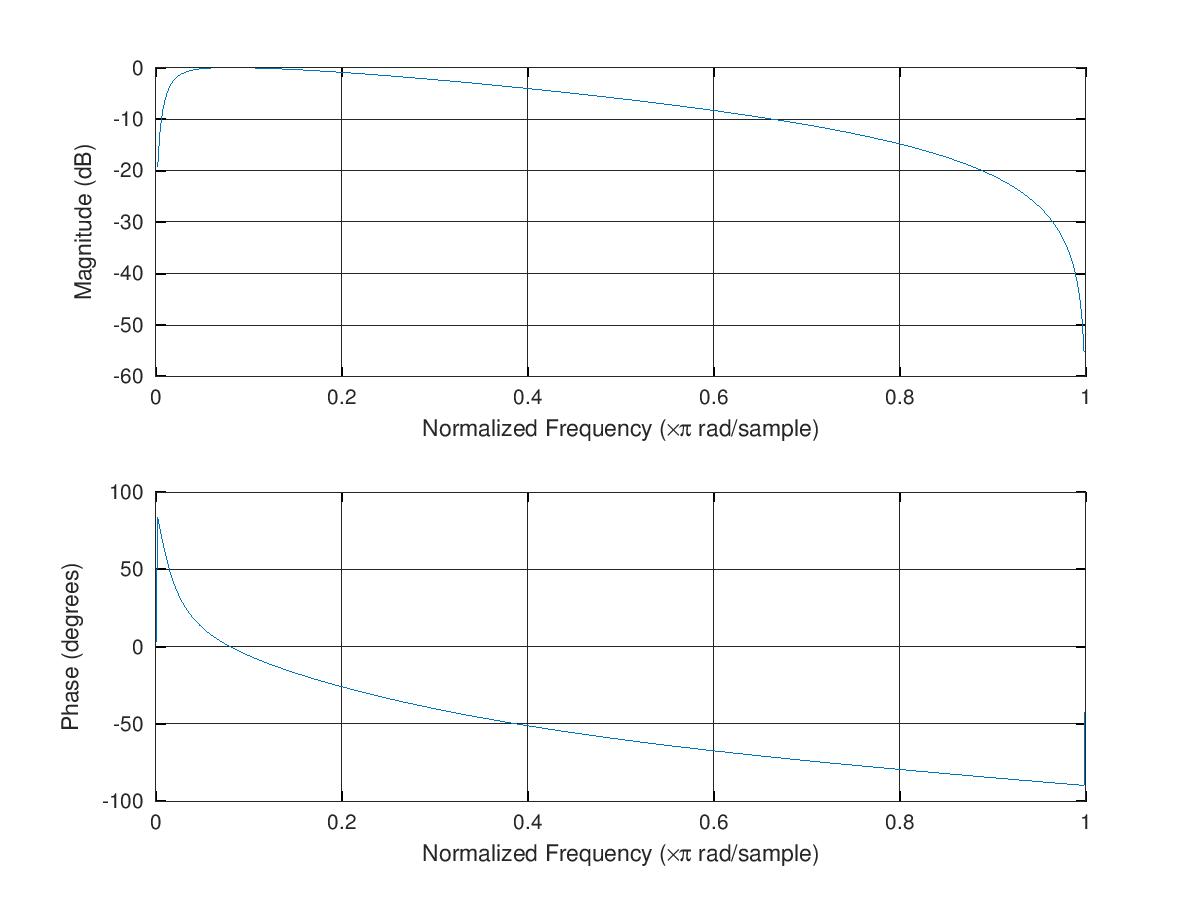 0
-10
-20
-30
-40
-50
-60
Magnitude (dB)
0 0.2 0.4 0.6 0.8 1
Normalized Frequency (×π rad/sample)
100
50
0
-50
-100
Phase (degrees)
0 0.2 0.4 0.6 0.8 1
Normalized Frequency (×π rad/sample)